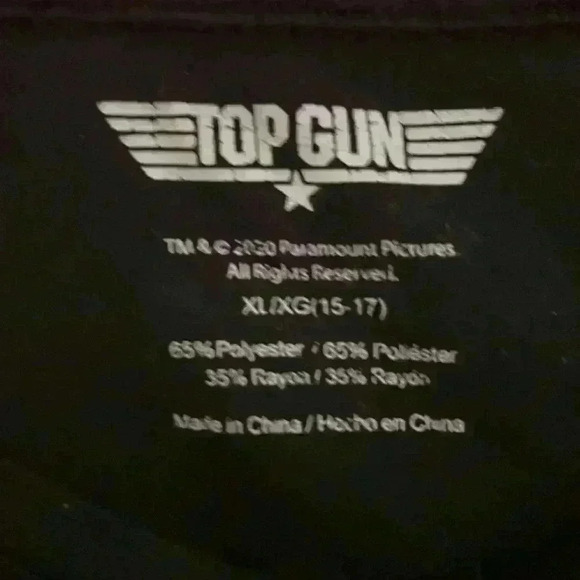 TOP GUN
TM & © 2020 Paramount Pictures.
All Rights Reserved.
XL/XG(15-17)
65% Polyester / 65% Poliéster
35% Rayon / 35% Rayón
Made in China / Hecho en China